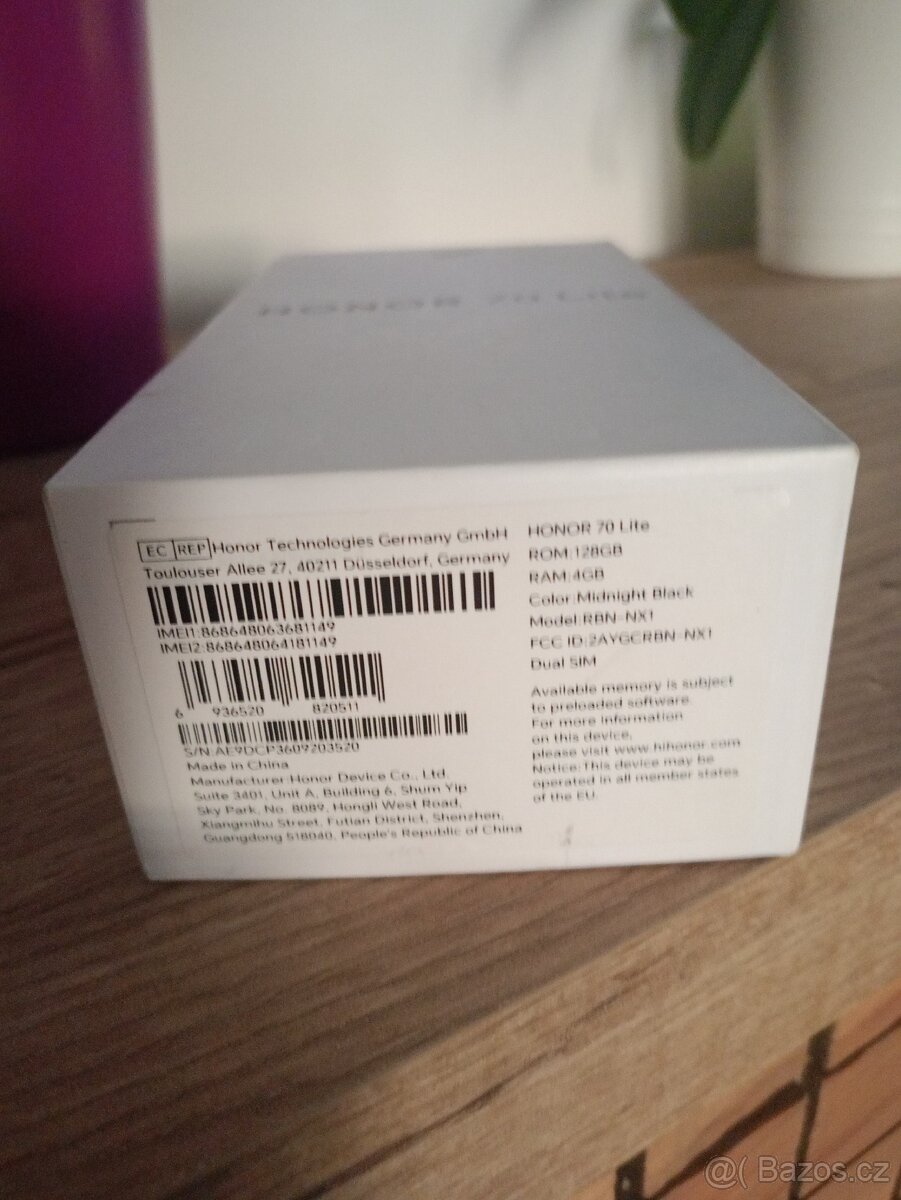 HONOR 70 Lite
EC REP Honor Technologies Germany GmbH
Toulouser Allee 27, 40211 Düsseldorf, Germany
IMEI1:868648063681149
IMEI2:868648064181149
6 936520 820511
S/N:AE9DCP3609203520
Made in China
Manufacturer Honor Device Co., Ltd.
Suite 3401, Unit A, Building 6, Shum Yip
Sky Park, No. 8089, Hongli West Road,
Xiangmihu Street, Futian District, Shenzhen,
Guangdong 518040, People's Republic of China
HONOR 70 Lite
ROM:128GB
RAM:4GB
Color:Midnight Black
Model:RBN-NX1
FCC ID:2AYGCRBN-NX1
Dual SIM
Available memory is subject
to preloaded software.
For more information
on this device,
please visit www.hihonor.com
Notice:This device may be
operated in all member states
of the EU.
@( Bazos.cz